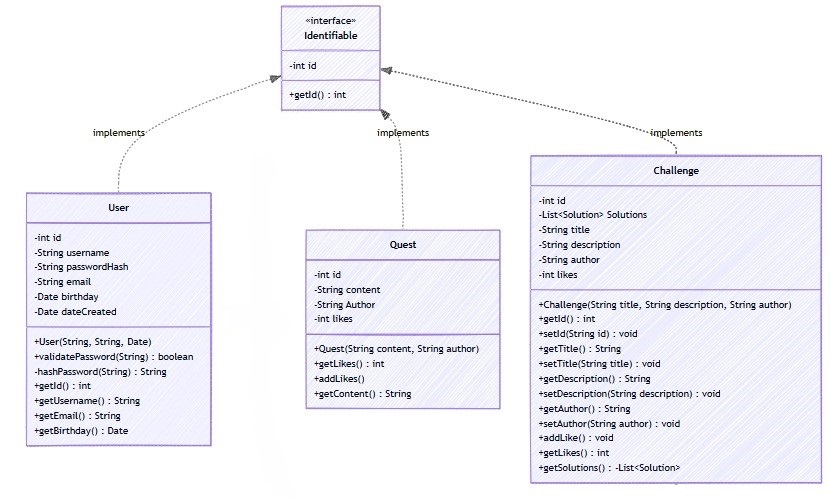 «interface»
Identifiable
-int id
+getId() : int
implements
implements
implements
User
-int id
-String username
-String passwordHash
-String email
-Date birthday
-Date dateCreated
+User(String, String, Date)
+validatePassword(String) : boolean
-hashPassword(String) : String
+getId() : int
+getUsername() : String
+getEmail() : String
+getBirthday() : Date
Quest
-int id
-String content
-String Author
-int likes
+Quest(String content, String author)
+getLikes() : int
+addLikes()
+getContent() : String
Challenge
-int id
-List<Solution> Solutions
-String title
-String description
-String author
-int likes
+Challenge(String title, String description, String author)
+getId() : int
+setId(String id) : void
+getTitle() : String
+setTitle(String title) : void
+getDescription() : String
+setDescription(String description) : void
+getAuthor() : String
+setAuthor(String author) : void
+addLike() : void
+getLikes() : int
+getSolutions() : -List<Solution>